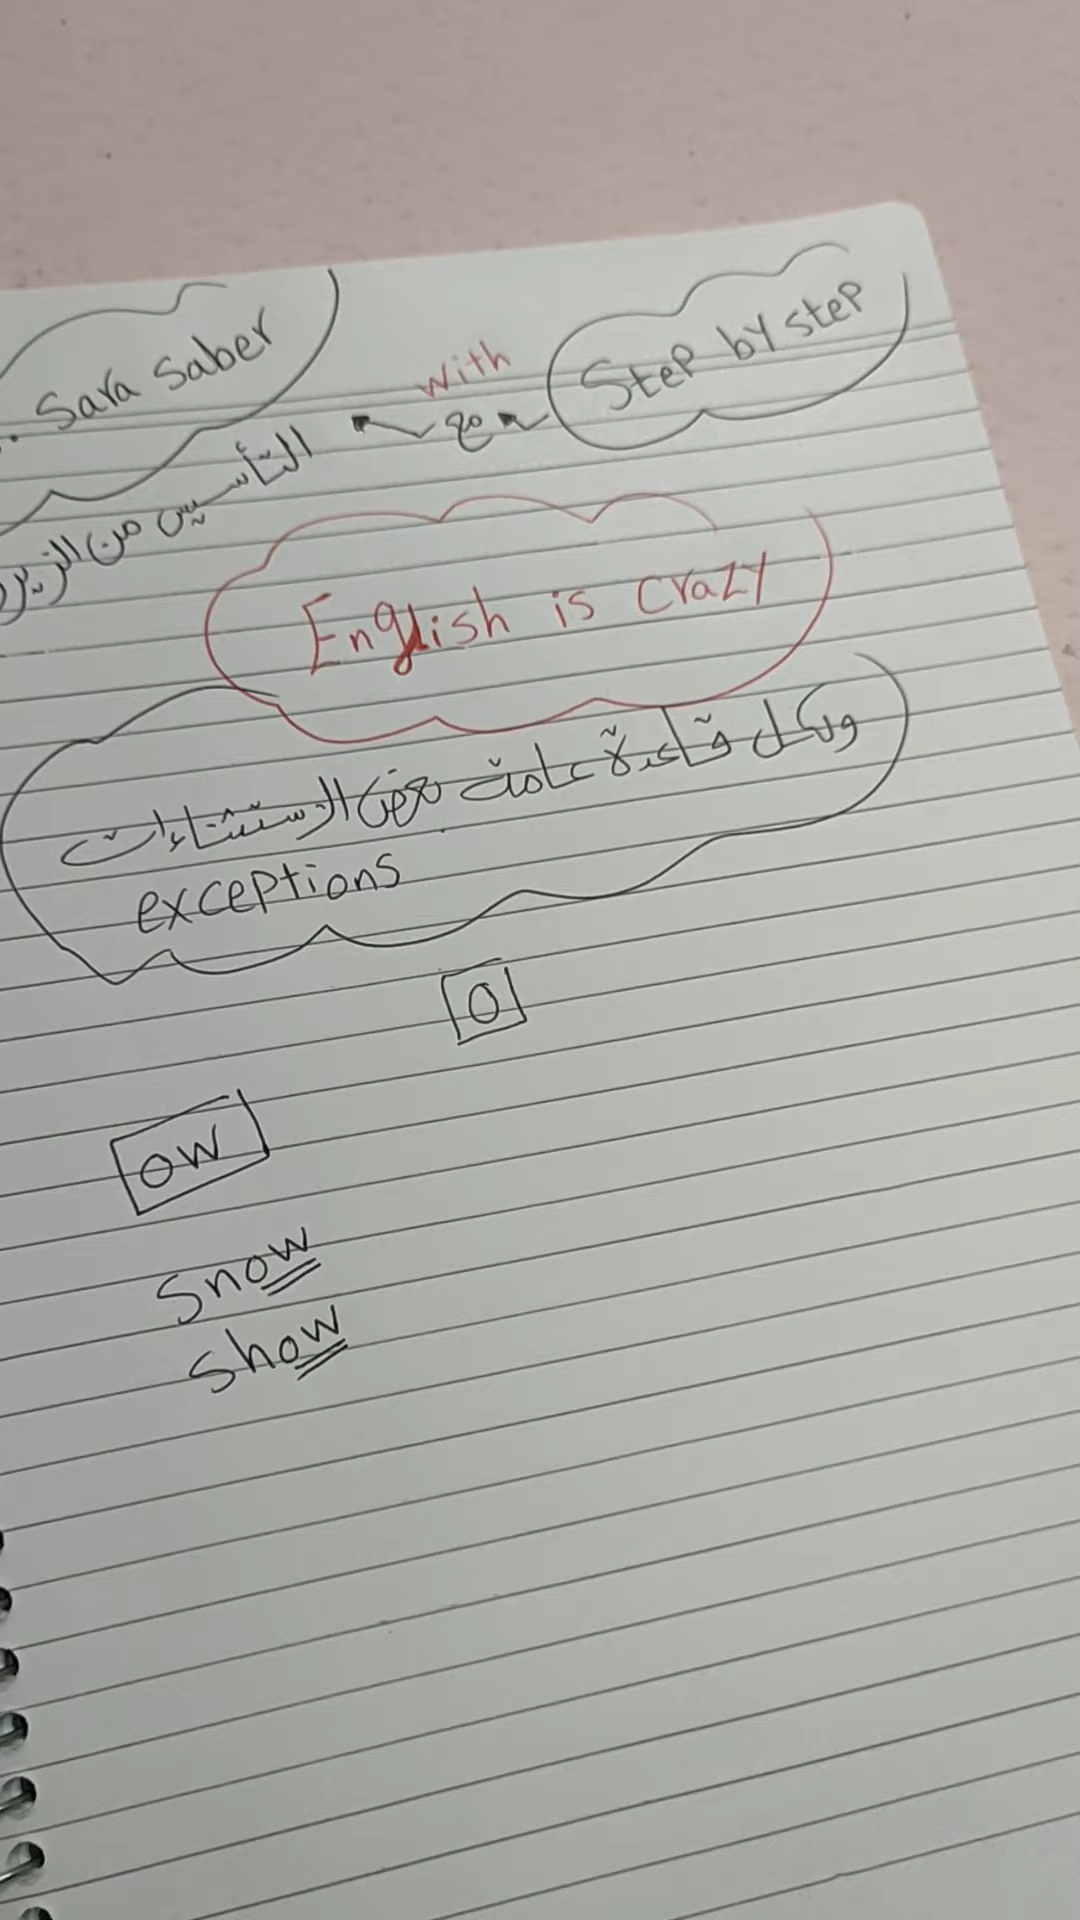 Step by step
with
مع
.. Sara Saber
التأسيس من الزيرو
English is crazy
ولكل قاعدة عامة بعض الاستثناءات
exceptions
O
ow
Snow
Show